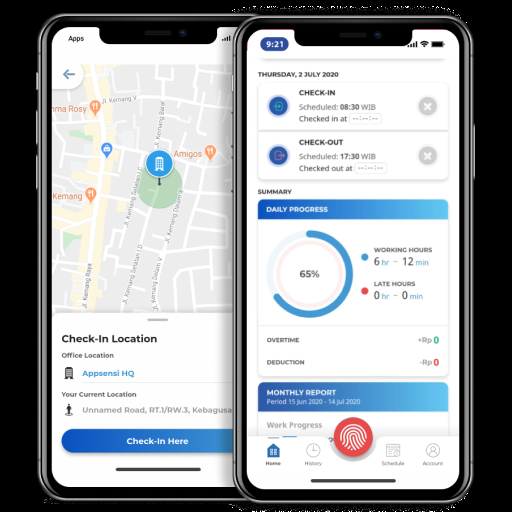 Apps
Jl. Kemang V
Jl. Kemang Barat
ma Rosy
Amigos
Kemang
Jl. Kemang Selatan I
Jl. Kemang Dalam
Jl. Kemang Selatan I D
Jl. Kemang Dalam V
Jl. Kemang Raya
Check-In Location
Office Location
Appsensi HQ
Your Current Location
Unnamed Road, RT.1/RW.3, Kebagusa
Check-In Here
9:21
THURSDAY, 2 JULY 2020
CHECK-IN
Scheduled: 08:30 WIB
Checked in at --:--:--
CHECK-OUT
Scheduled: 17:30 WIB
Checked out at --:--:--
SUMMARY
DAILY PROGRESS
65%
WORKING HOURS
6 hr - 12 min
LATE HOURS
0 hr - 0 min
OVERTIME
+Rp 0
DEDUCTION
-Rp 0
MONTHLY REPORT
Period 15 Jun 2020 - 14 Jul 2020
Work Progress
Home
History
Schedule
Account